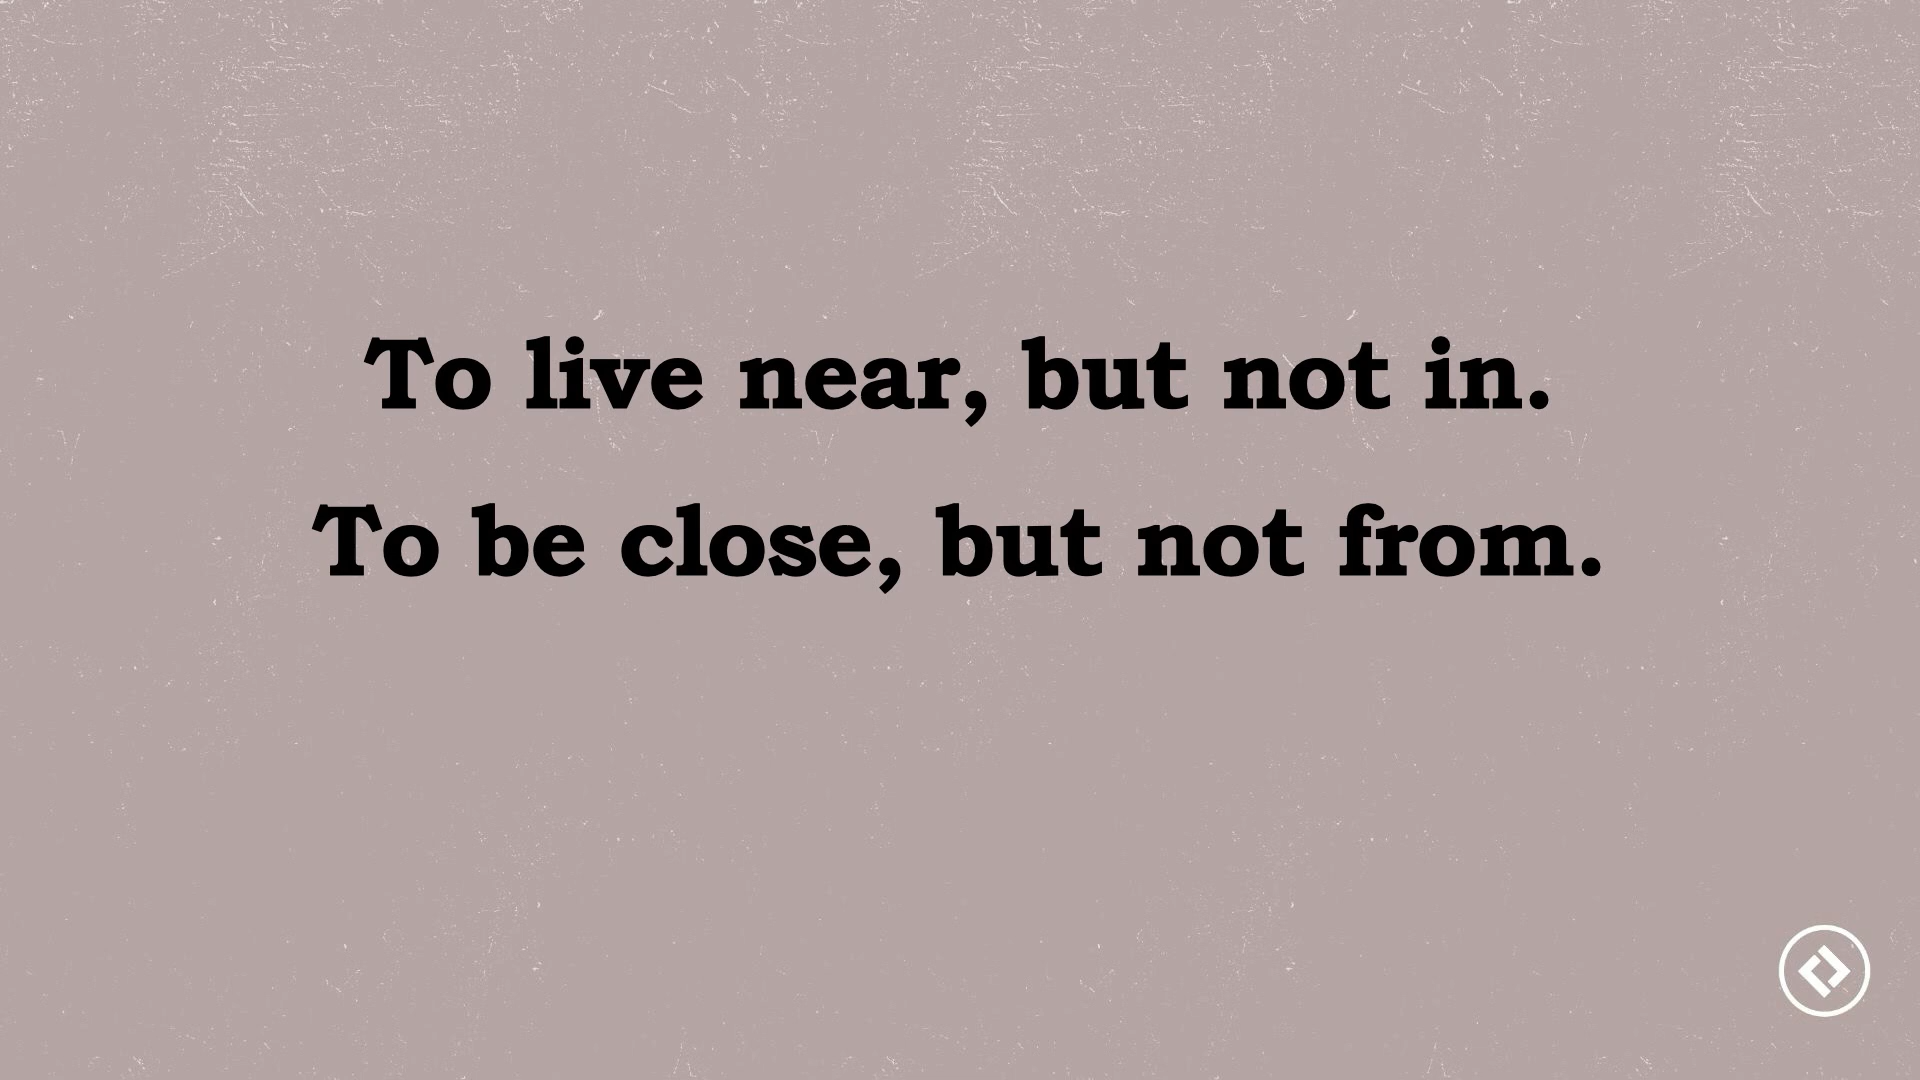 To live near, but not in.
To be close, but not from.